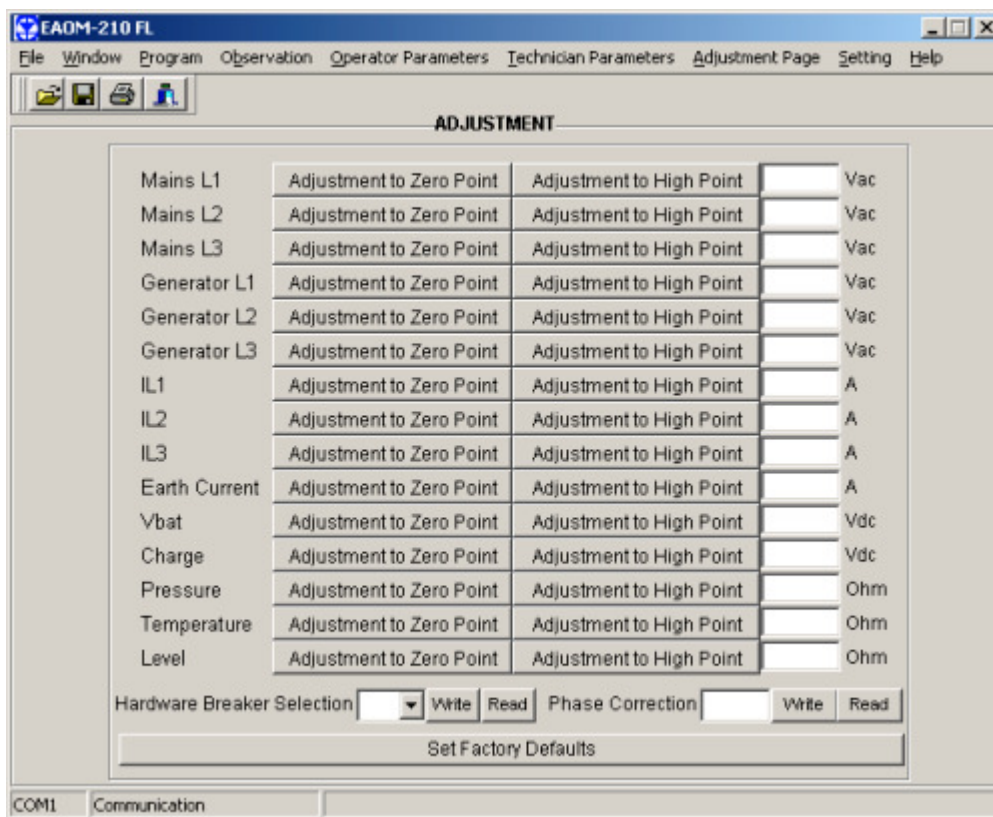 EAOM-210 FL
File Window Program Observation Operator Parameters Technician Parameters Adjustment Page Setting Help
ADJUSTMENT
Mains L1 Adjustment to Zero Point Adjustment to High Point Vac
Mains L2 Adjustment to Zero Point Adjustment to High Point Vac
Mains L3 Adjustment to Zero Point Adjustment to High Point Vac
Generator L1 Adjustment to Zero Point Adjustment to High Point Vac
Generator L2 Adjustment to Zero Point Adjustment to High Point Vac
Generator L3 Adjustment to Zero Point Adjustment to High Point Vac
IL1 Adjustment to Zero Point Adjustment to High Point A
IL2 Adjustment to Zero Point Adjustment to High Point A
IL3 Adjustment to Zero Point Adjustment to High Point A
Earth Current Adjustment to Zero Point Adjustment to High Point A
Vbat Adjustment to Zero Point Adjustment to High Point Vdc
Charge Adjustment to Zero Point Adjustment to High Point Vdc
Pressure Adjustment to Zero Point Adjustment to High Point Ohm
Temperature Adjustment to Zero Point Adjustment to High Point Ohm
Level Adjustment to Zero Point Adjustment to High Point Ohm
Hardware Breaker Selection Write Read Phase Correction Write Read
Set Factory Defaults
COM1 Communication